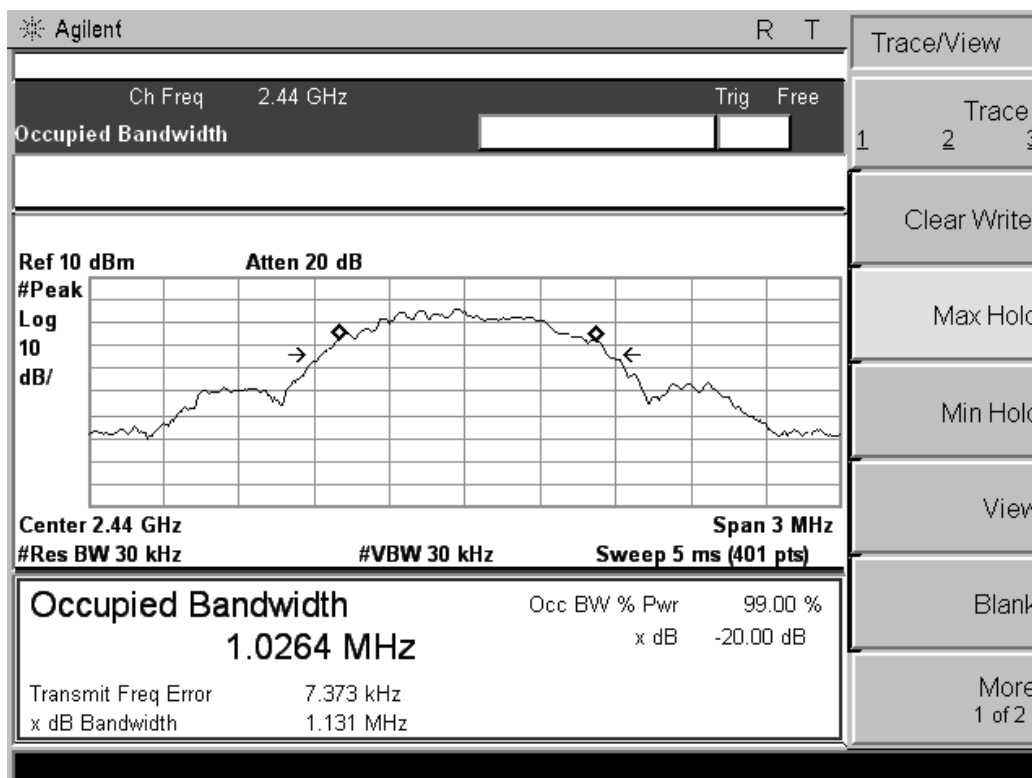 Agilent R T
Trace/View
Ch Freq 2.44 GHz Trig Free
Occupied Bandwidth
Trace
1 2 3
Clear Write
Ref 10 dBm Atten 20 dB
#Peak
Log
10
dB/
Max Hold
Min Hold
Center 2.44 GHz Span 3 MHz
#Res BW 30 kHz #VBW 30 kHz Sweep 5 ms (401 pts)
View
Occupied Bandwidth
1.0264 MHz
Occ BW % Pwr 99.00 %
x dB -20.00 dB
Transmit Freq Error 7.373 kHz
x dB Bandwidth 1.131 MHz
Blank
More
1 of 2